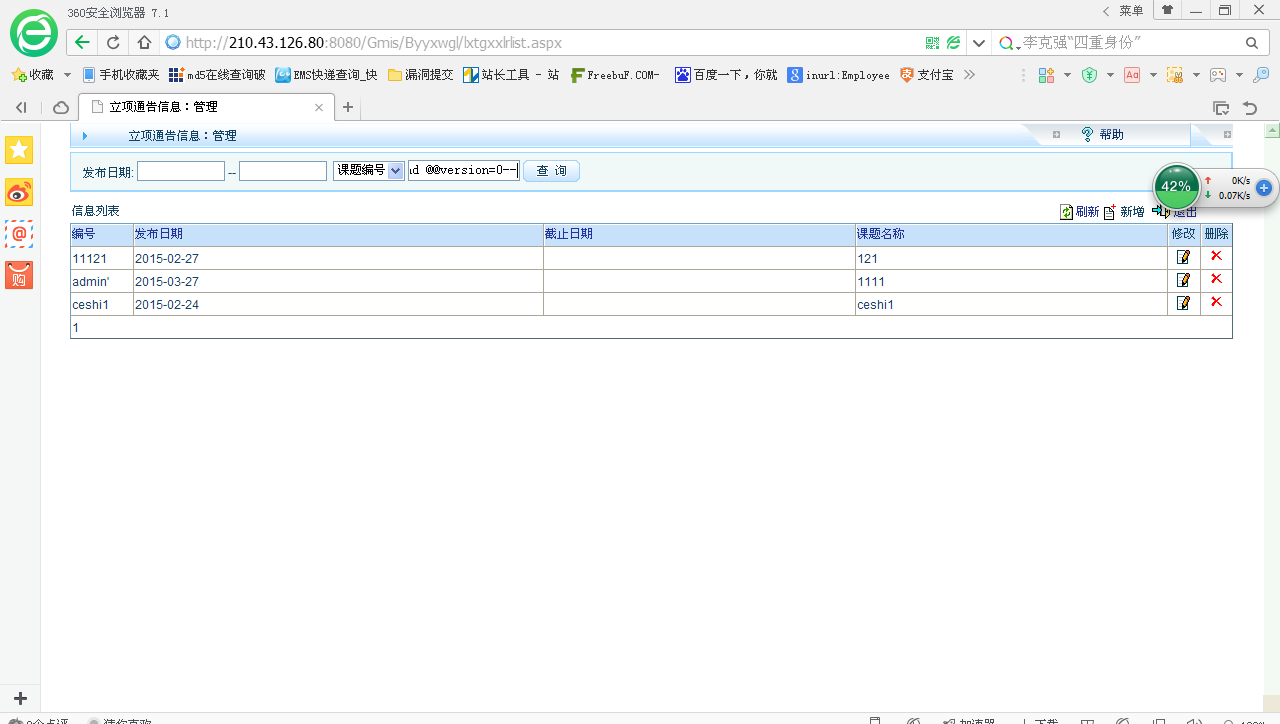 360安全浏览器 7.1
菜单
http://210.43.126.80:8080/Gmis/Byyxwgl/lxtgxxlrlist.aspx
李克强“四重身份”
收藏 手机收藏夹 md5在线查询破 EMS快递查询_快 漏洞提交 站长工具 - 站 FreebuF.COM- 百度一下，你就 inurl:Employee 支付宝
立项通告信息：管理
立项通告信息：管理 帮助
发布日期: -- 课题编号 @@version=0-- 查 询
42% 0K/s
0.07K/s
信息列表 刷新 新增 退出
编号 发布日期 截止日期 课题名称 修改 删除
11121 2015-02-27 121
admin' 2015-03-27 1111
ceshi1 2015-02-24 ceshi1
1